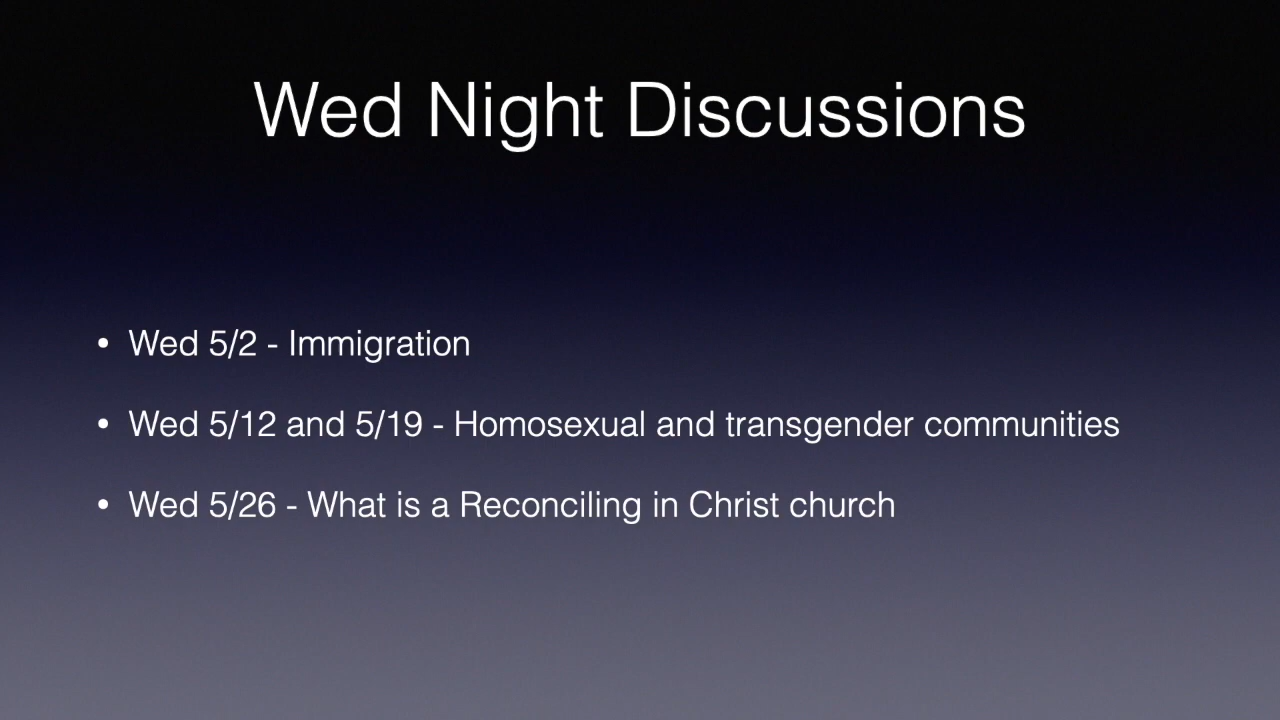 Wed Night Discussions
• Wed 5/2 - Immigration
• Wed 5/12 and 5/19 - Homosexual and transgender communities
• Wed 5/26 - What is a Reconciling in Christ church